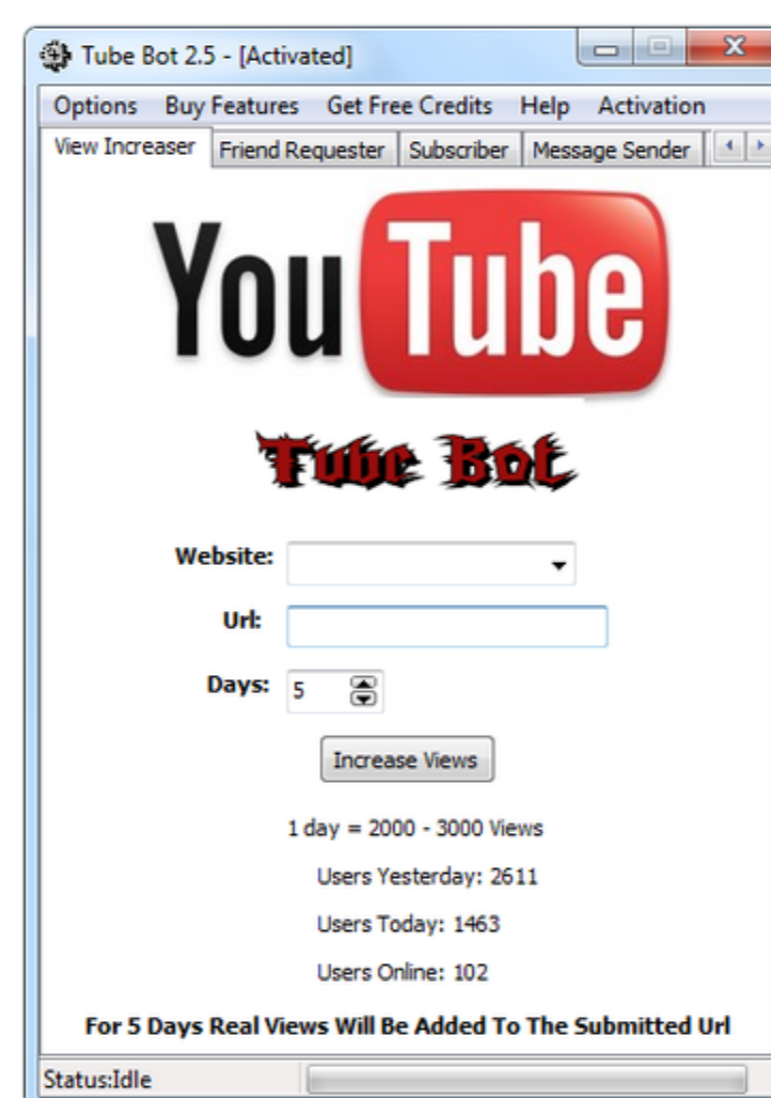 Tube Bot 2.5 - [Activated]
Options Buy Features Get Free Credits Help Activation
View Increaser Friend Requester Subscriber Message Sender
YouTube
Tube Bot
Website:
Url:
Days: 5
Increase Views
1 day = 2000 - 3000 Views
Users Yesterday: 2611
Users Today: 1463
Users Online: 102
For 5 Days Real Views Will Be Added To The Submitted Url
Status:Idle